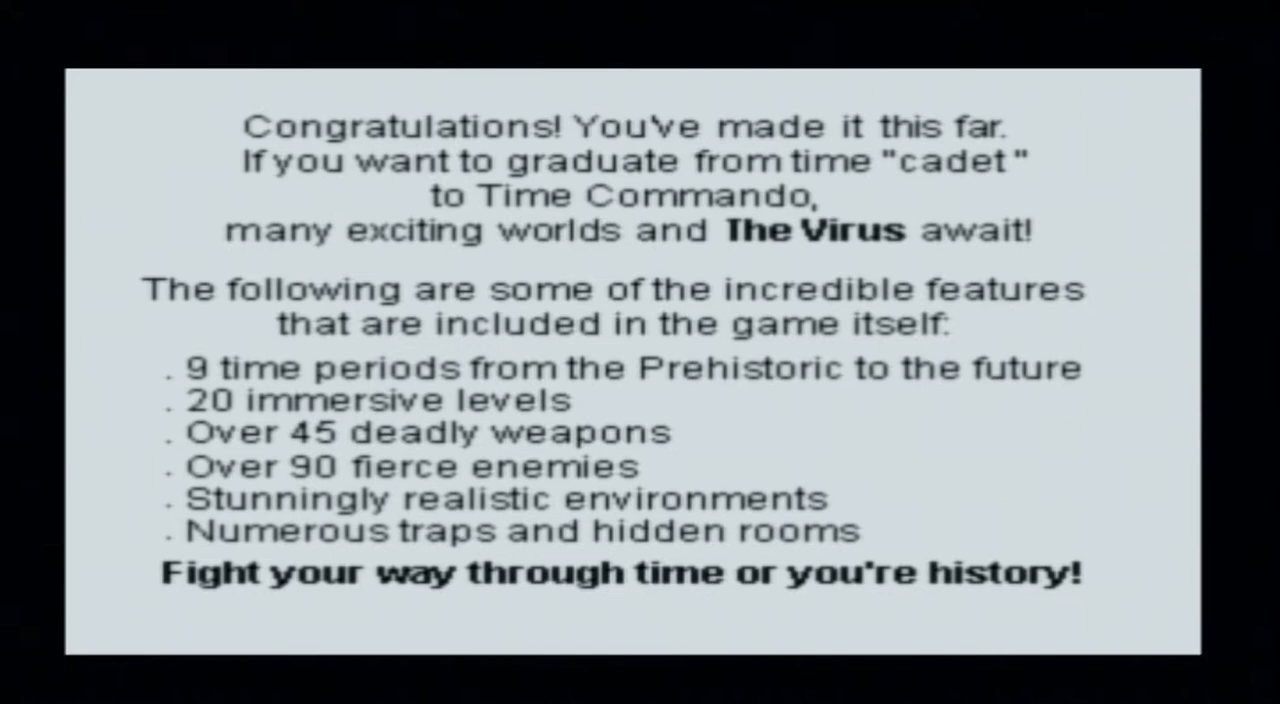 Congratulations! You've made it this far.
If you want to graduate from time "cadet"
to Time Commando,
many exciting worlds and The Virus await!
The following are some of the incredible features
that are included in the game itself:
. 9 time periods from the Prehistoric to the future
. 20 immersive levels
. Over 45 deadly weapons
. Over 90 fierce enemies
. Stunningly realistic environments
. Numerous traps and hidden rooms
Fight your way through time or you're history!